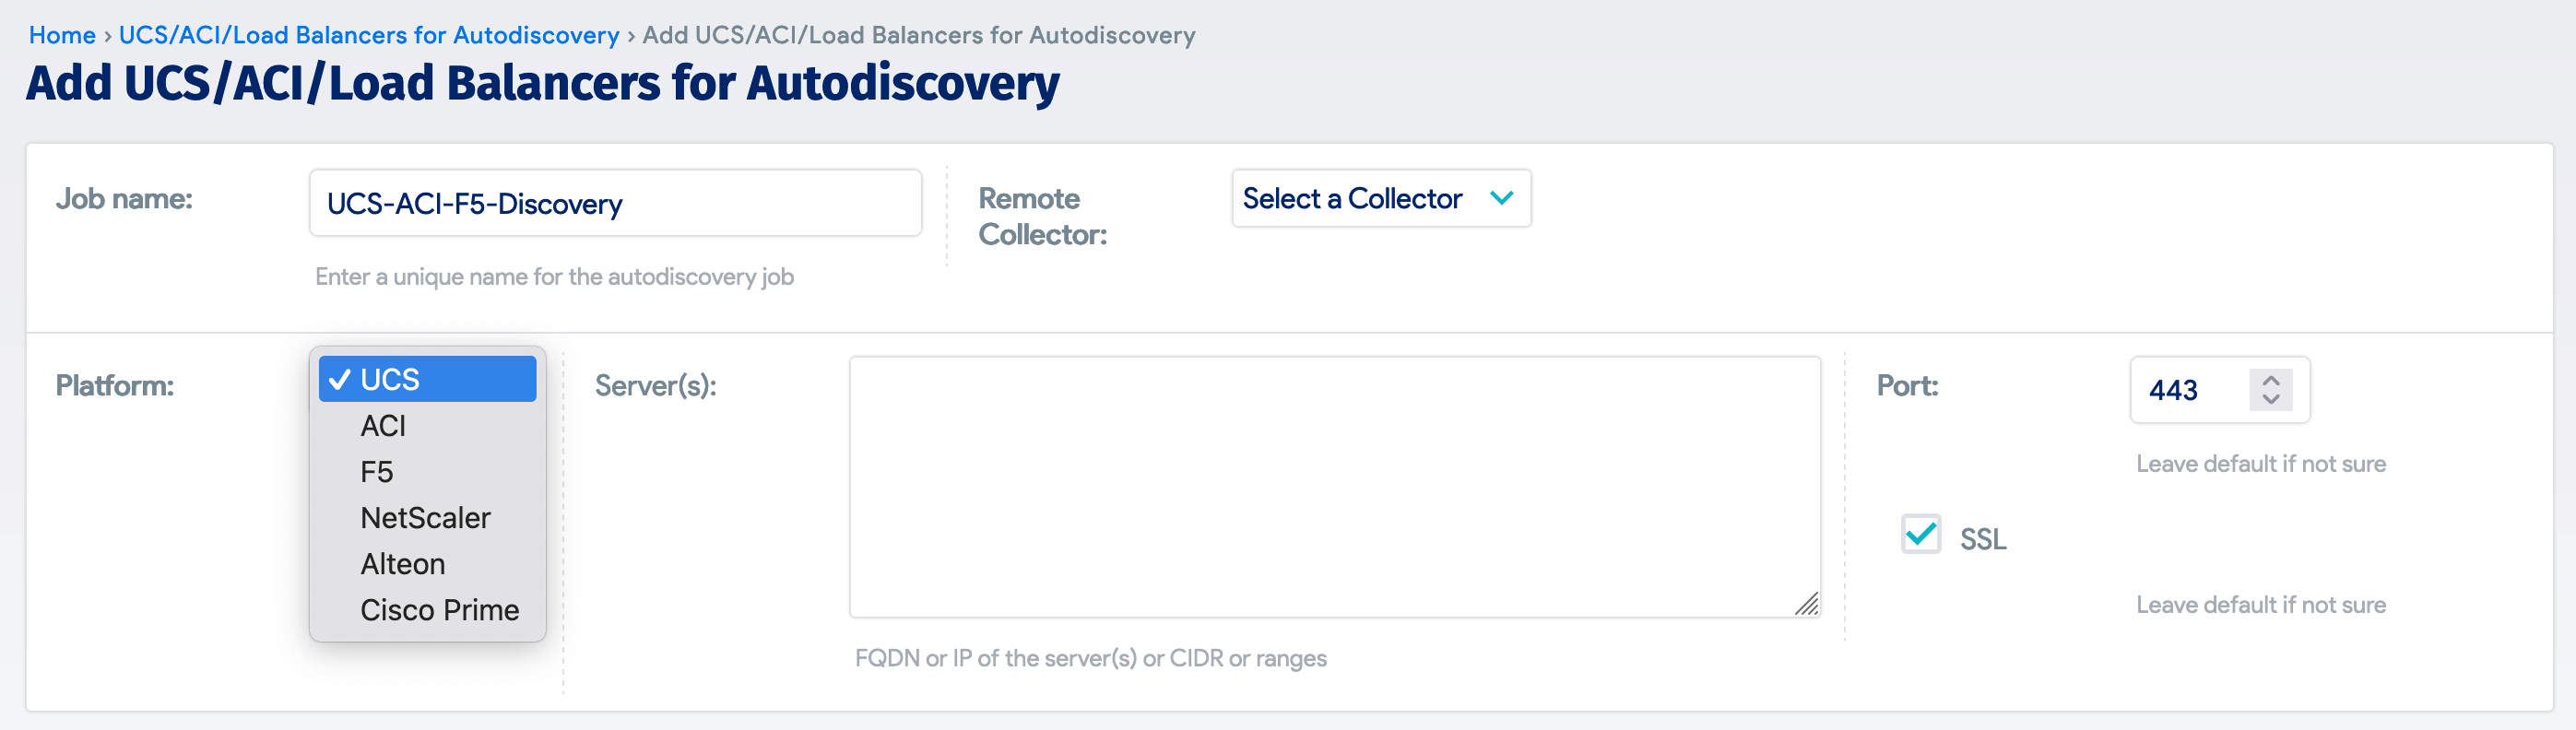 Home › UCS/ACI/Load Balancers for Autodiscovery › Add UCS/ACI/Load Balancers for Autodiscovery
Add UCS/ACI/Load Balancers for Autodiscovery
Job name:
UCS-ACI-F5-Discovery
Enter a unique name for the autodiscovery job
Remote
Collector:
Select a Collector
Platform:
✓ UCS
ACI
F5
NetScaler
Alteon
Cisco Prime
Server(s):
FQDN or IP of the server(s) or CIDR or ranges
Port:
443
Leave default if not sure
SSL
Leave default if not sure